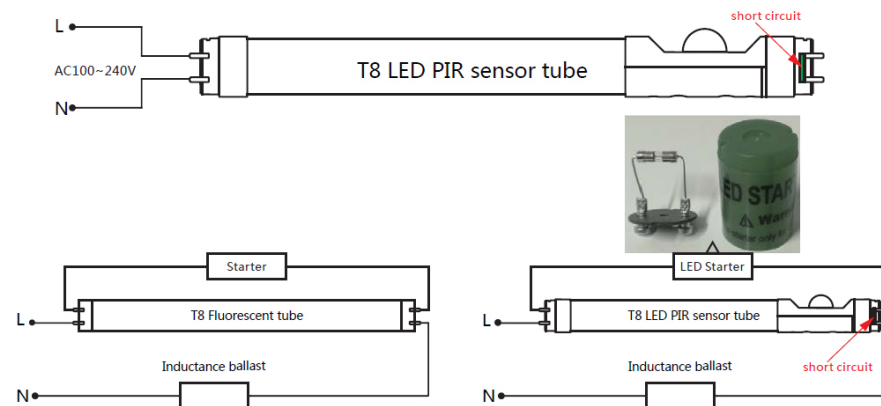 short circuit
L
AC100~240V
N
T8 LED PIR sensor tube
ED STAR
Starter
LED Starter
T8 Fluorescent tube
T8 LED PIR sensor tube
L
L
Inductance ballast
Inductance ballast
short circuit
N
N